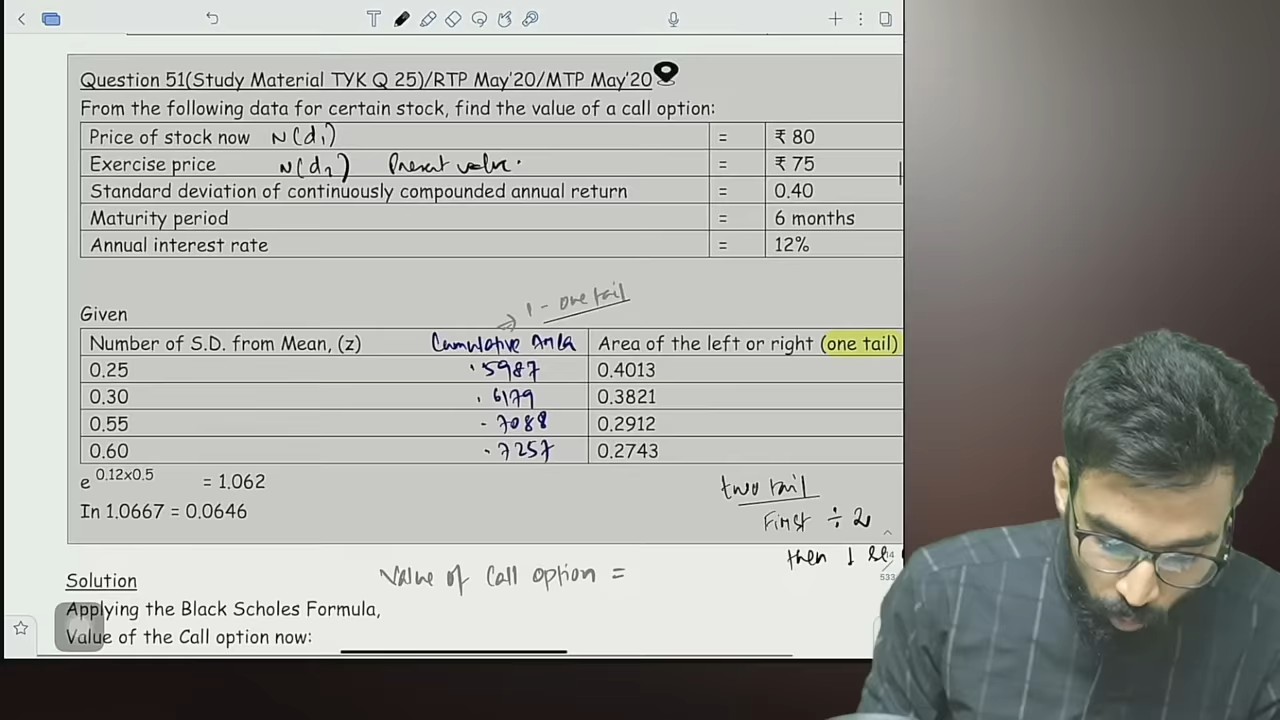 Question 51(Study Material TYK Q 25)/RTP May'20/MTP May'20
From the following data for certain stock, find the value of a call option:
Price of stock now N(d1) = ₹ 80
Exercise price N(d2) Present value. = ₹ 75
Standard deviation of continuously compounded annual return = 0.40
Maturity period = 6 months
Annual interest rate = 12%
⇒ 1 - one tail
Given
Number of S.D. from Mean, (z) Cumulative Area Area of the left or right (one tail)
0.25 .5987 0.4013
0.30 .6179 0.3821
0.55 .7088 0.2912
0.60 .7257 0.2743
e 0.12x0.5 = 1.062
In 1.0667 = 0.0646
two tail
First ÷ 2
then 1
533
Solution
Value of Call option =
Applying the Black Scholes Formula,
Value of the Call option now: